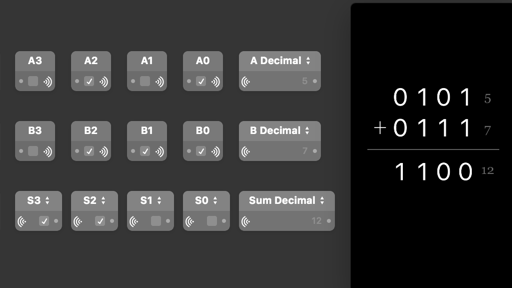 A3 A2 A1 A0 A Decimal
5
B3 B2 B1 B0 B Decimal
7
S3 S2 S1 S0 Sum Decimal
12
0101 5
+0111 7
1100 12